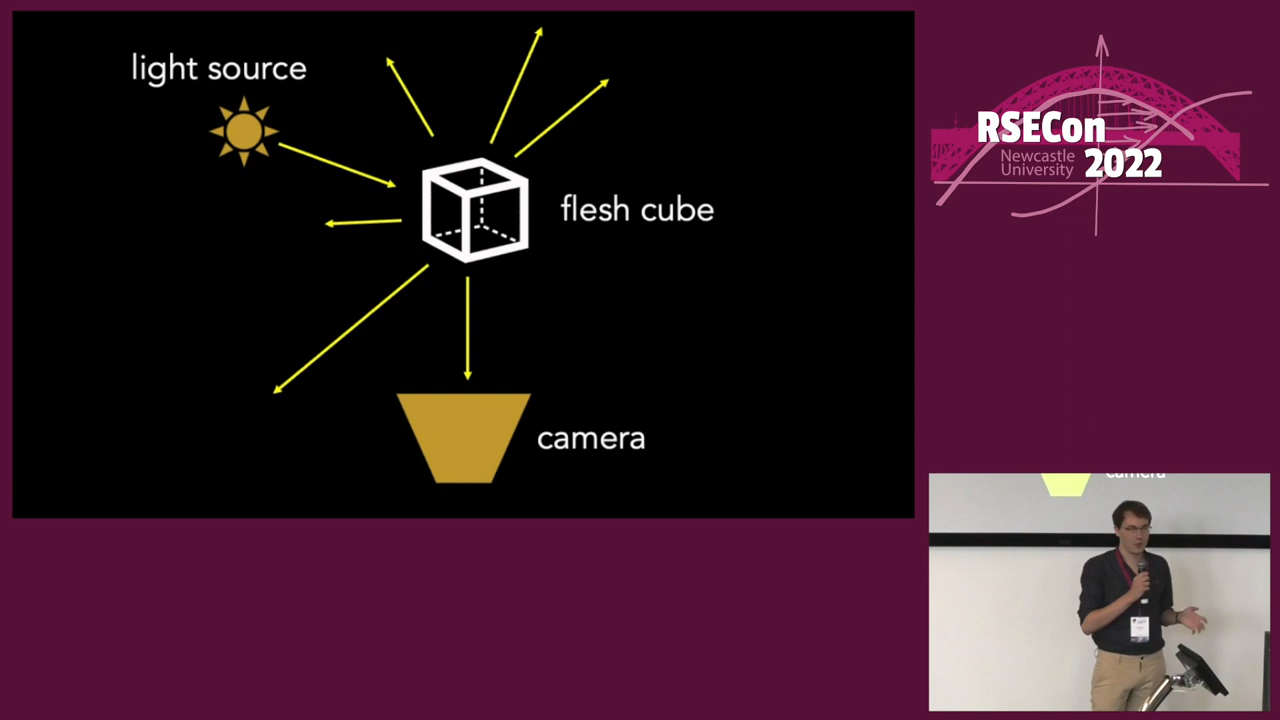 light source
flesh cube
camera
RSECon
Newcastle
University
2022
camera